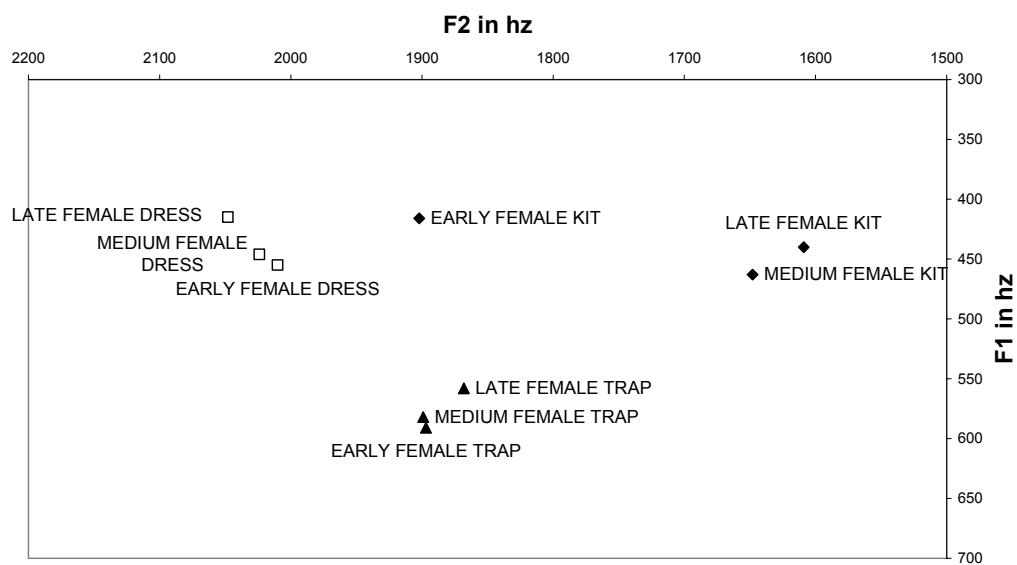 F2 in hz
2200 2100 2000 1900 1800 1700 1600 1500
300
350
400
LATE FEMALE DRESS
EARLY FEMALE KIT
LATE FEMALE KIT
MEDIUM FEMALE
DRESS
450
MEDIUM FEMALE KIT
EARLY FEMALE DRESS
500
F1 in hz
550
LATE FEMALE TRAP
MEDIUM FEMALE TRAP
600
EARLY FEMALE TRAP
650
700